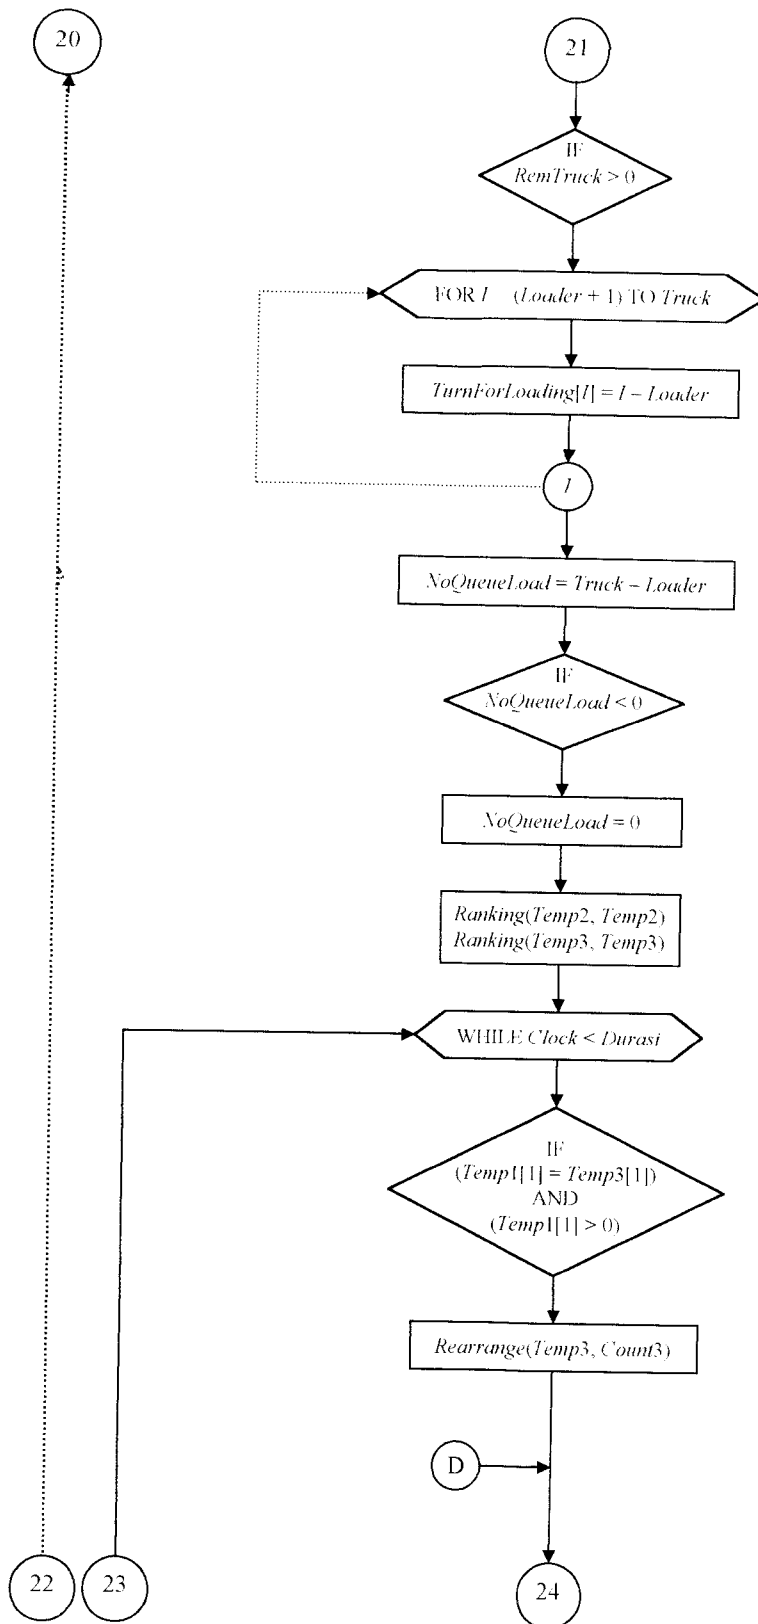 20
21
IF
RemTruck > 0
FOR I (Loader + 1) TO Truck
TurnForLoading[I] = I – Loader
I
NoQueueLoad = Truck – Loader
IF
NoQueueLoad < 0
NoQueueLoad = 0
Ranking(Temp2, Temp2)
Ranking(Temp3, Temp3)
WHILE Clock < Durasi
IF
(Temp1[1] = Temp3[1])
AND
(Temp1[1] > 0)
Rearrange(Temp3, Count3)
D
22
23
24